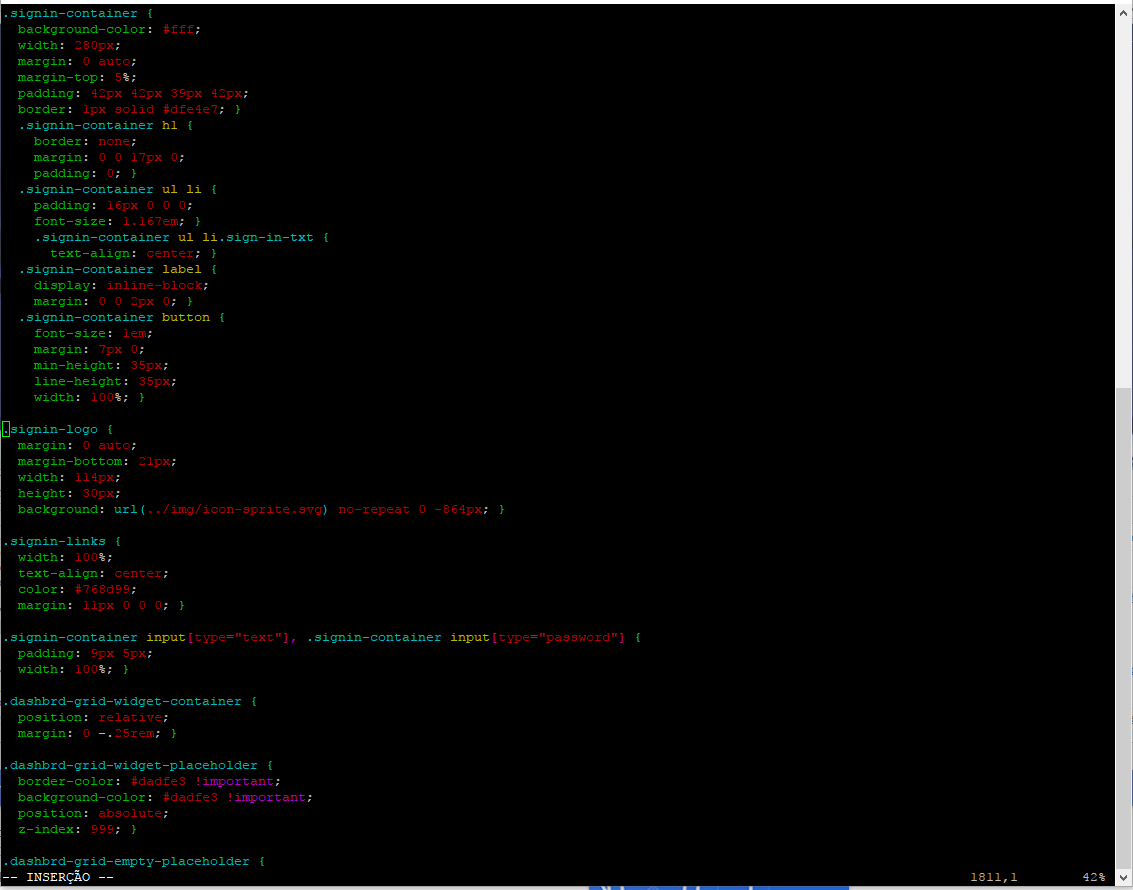 .signin-container {
  background-color: #fff;
  width: 280px;
  margin: 0 auto;
  margin-top: 5%;
  padding: 42px 42px 39px 42px;
  border: 1px solid #dfe4e7; }
  .signin-container h1 {
    border: none;
    margin: 0 0 17px 0;
    padding: 0; }
  .signin-container ul li {
    padding: 16px 0 0 0;
    font-size: 1.167em; }
    .signin-container ul li.sign-in-txt {
      text-align: center; }
  .signin-container label {
    display: inline-block;
    margin: 0 0 2px 0; }
  .signin-container button {
    font-size: 1em;
    margin: 7px 0;
    min-height: 35px;
    line-height: 35px;
    width: 100%; }

.signin-logo {
  margin: 0 auto;
  margin-bottom: 21px;
  width: 114px;
  height: 30px;
  background: url(../img/icon-sprite.svg) no-repeat 0 -864px; }

.signin-links {
  width: 100%;
  text-align: center;
  color: #768d99;
  margin: 11px 0 0 0; }

.signin-container input[type="text"], .signin-container input[type="password"] {
  padding: 9px 5px;
  width: 100%; }

.dashbrd-grid-widget-container {
  position: relative;
  margin: 0 -.25rem; }

.dashbrd-grid-widget-placeholder {
  border-color: #dadfe3 !important;
  background-color: #dadfe3 !important;
  position: absolute;
  z-index: 999; }

.dashbrd-grid-empty-placeholder {
-- INSERÇÃO -- 1811,1 42%